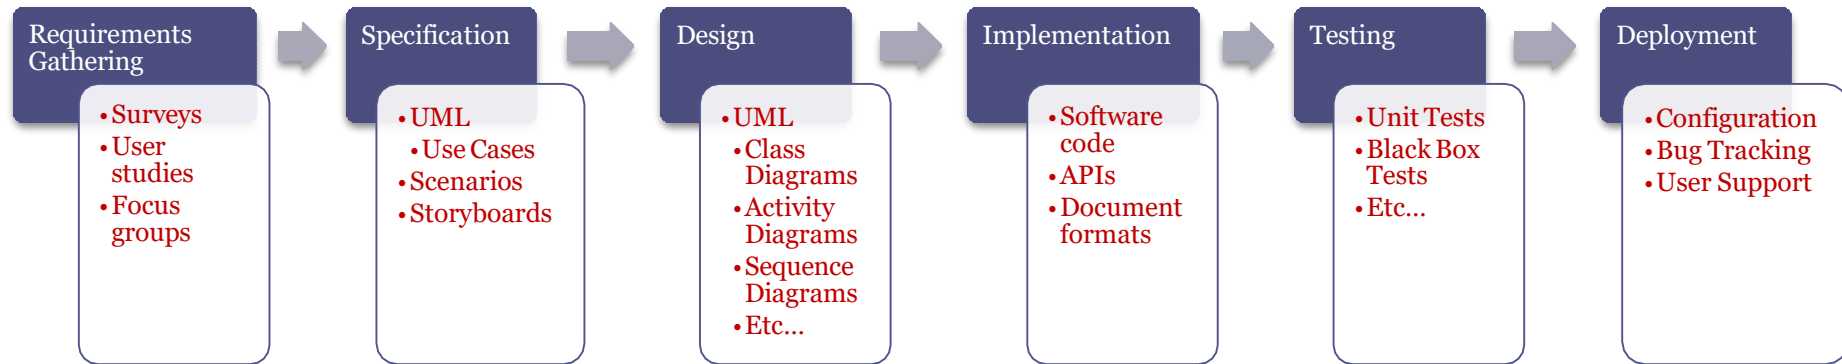 Requirements
Gathering
• Surveys
• User
studies
• Focus
groups
Specification
• UML
• Use Cases
• Scenarios
• Storyboards
Design
• UML
• Class
Diagrams
• Activity
Diagrams
• Sequence
Diagrams
• Etc...
Implementation
• Software
code
• APIs
• Document
formats
Testing
• Unit Tests
• Black Box
Tests
• Etc...
Deployment
• Configuration
• Bug Tracking
• User Support